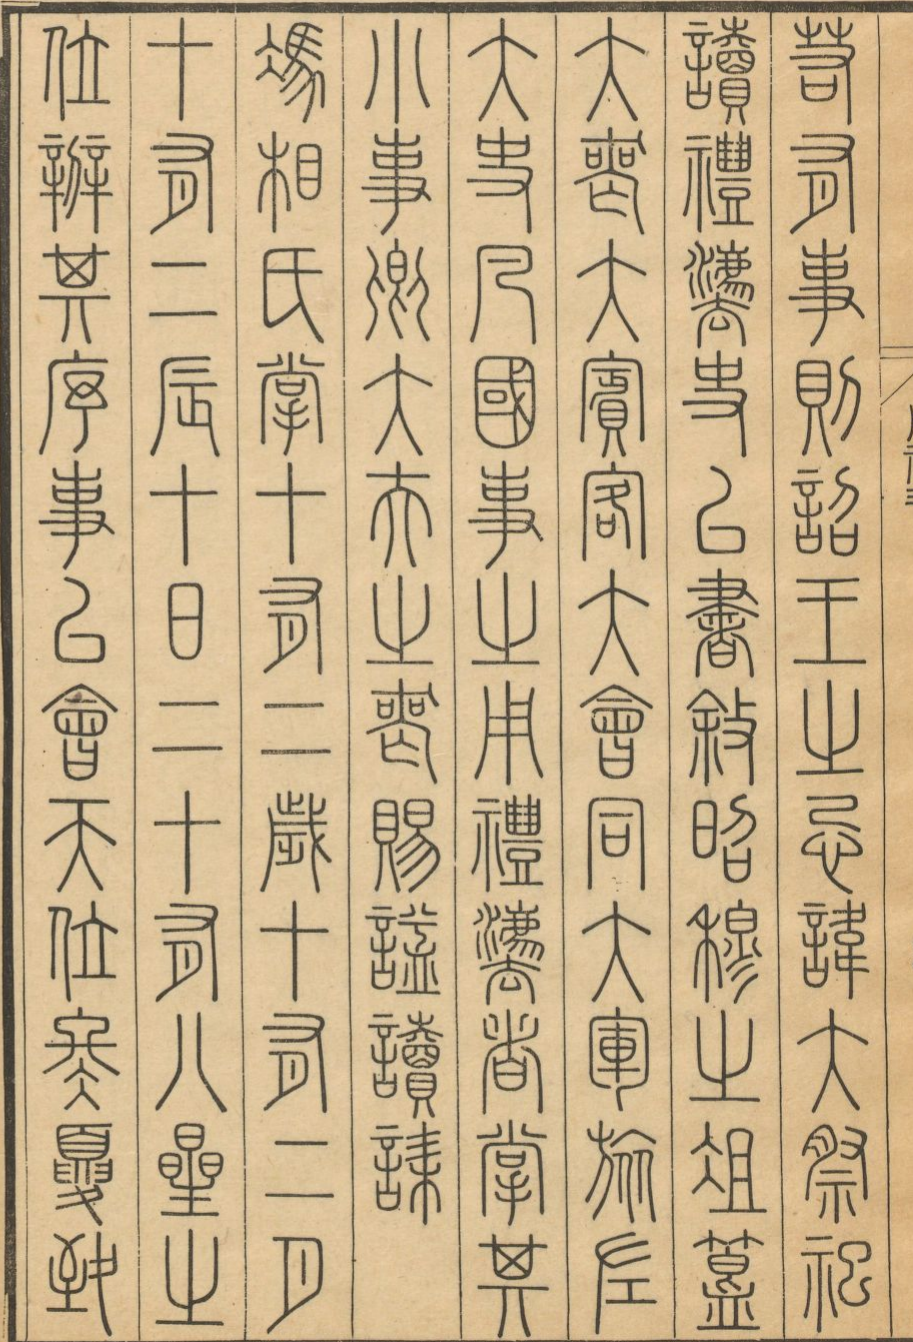 若有事則詔王之忌諱大祭祀
讀禮灋史以書敘昭穆之俎簋
大喪大賓客大會同大軍旅左
大史凡國事之用禮灋者掌其
小事卿大夫之喪賜諡讀誄
馮相氏掌十有二歲十有二月
十有二辰十日二十有八星之
位辨其序事以會天位冬夏致